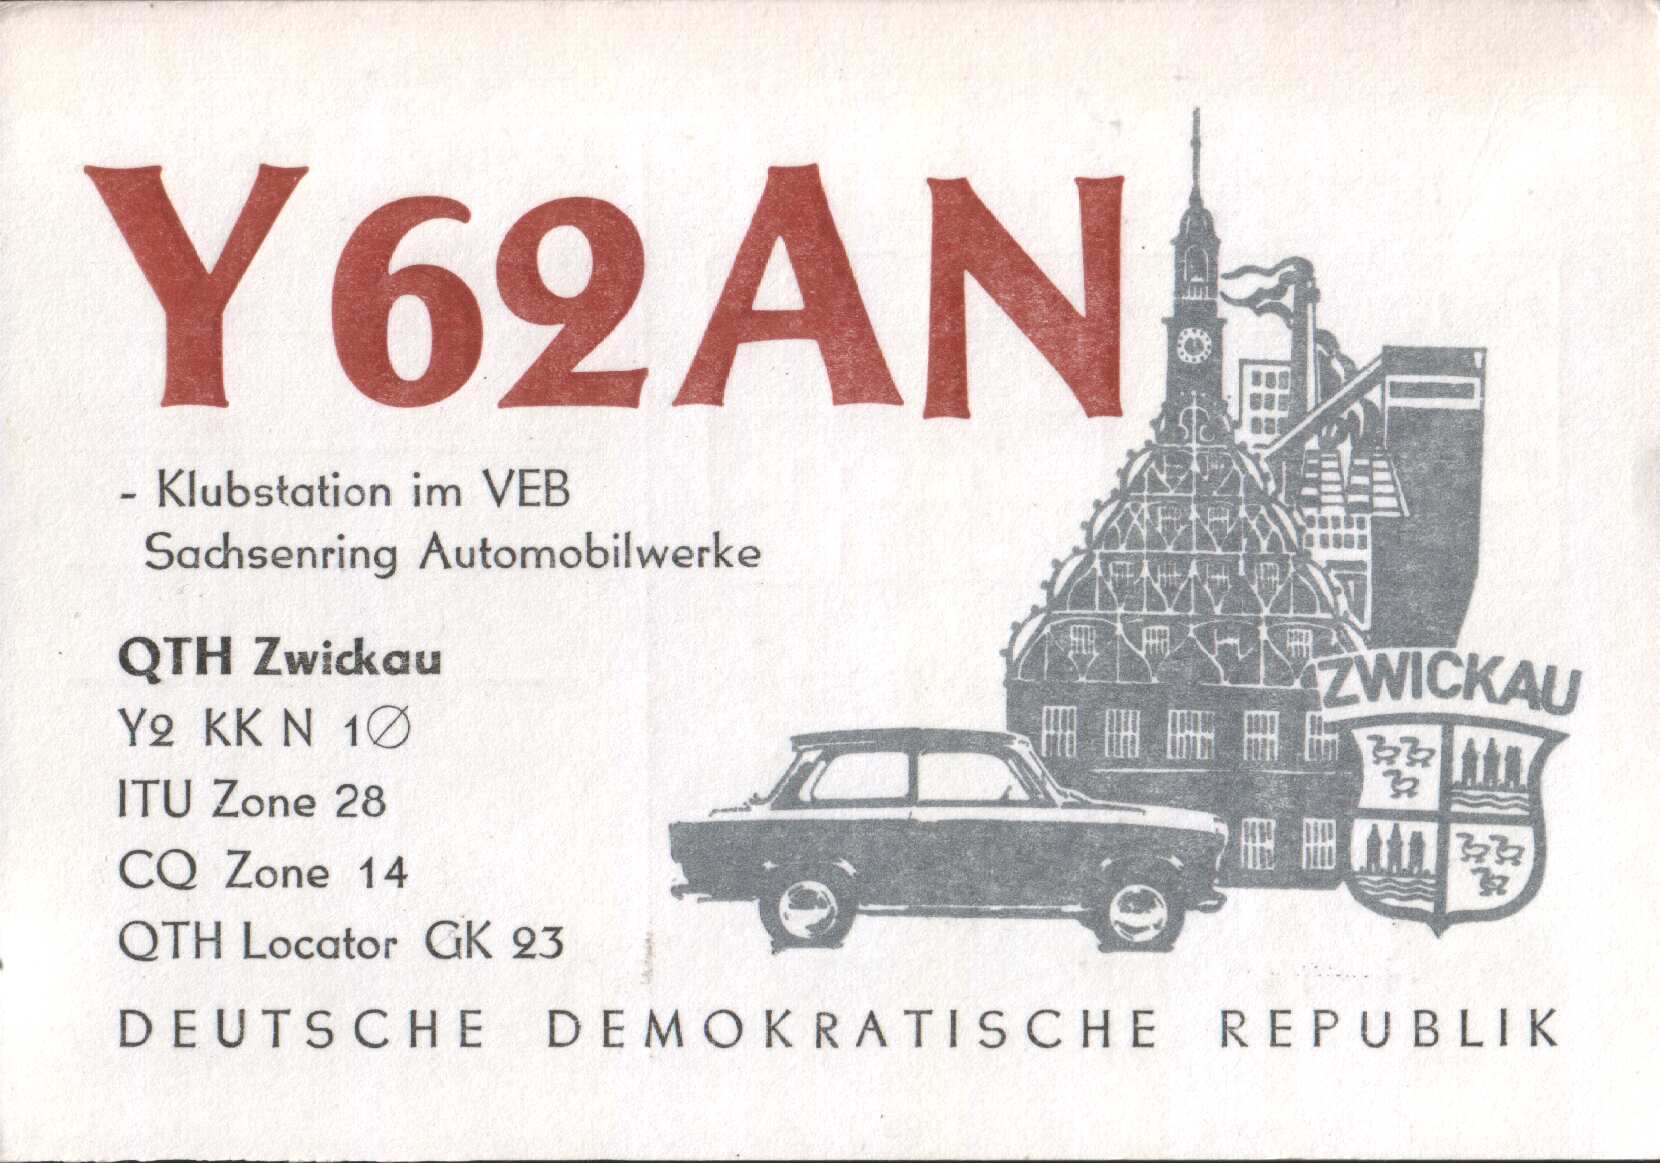 Y62AN
- Klubstation im VEB
Sachsenring Automobilwerke
QTH Zwickau
Y2 KK N 1Ø
ITU Zone 28
CQ Zone 14
QTH Locator GK 23
ZWICKAU
DEUTSCHE DEMOKRATISCHE REPUBLIK